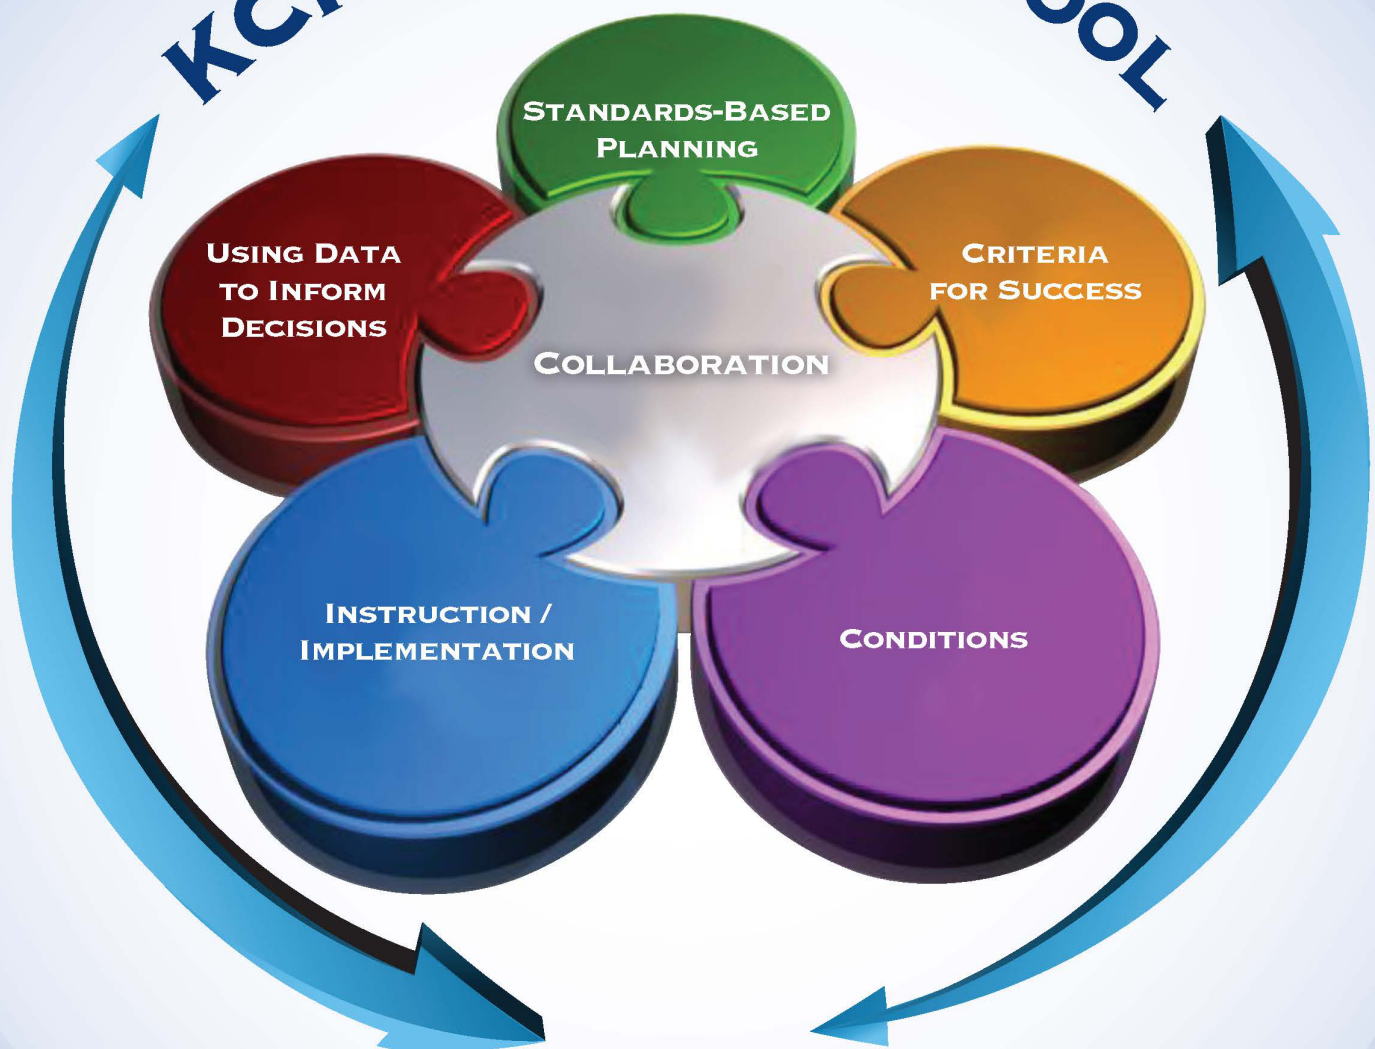 STANDARDS-BASED
PLANNING
USING DATA
TO INFORM
DECISIONS
CRITERIA
FOR SUCCESS
COLLABORATION
INSTRUCTION /
IMPLEMENTATION
CONDITIONS